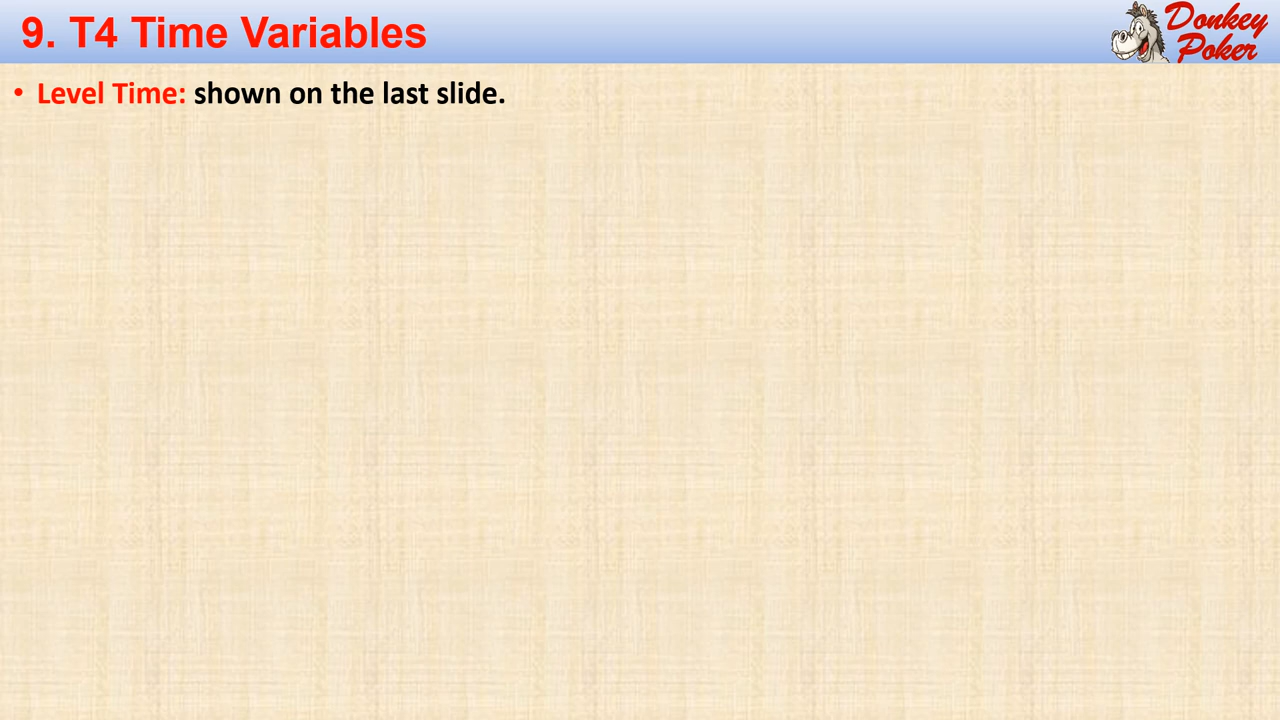 9. T4 Time Variables
Donkey
Poker
• Level Time: shown on the last slide.